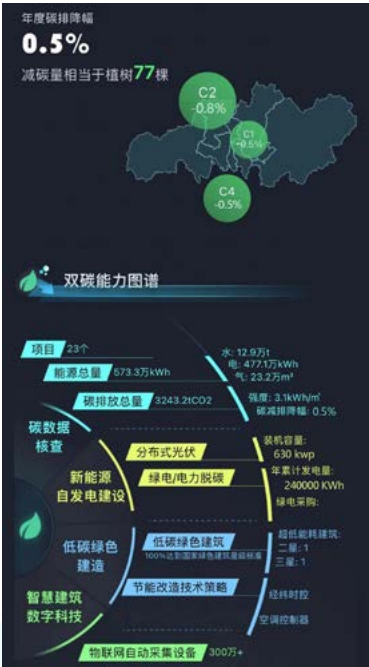 年度碳排降幅
0.5%
减碳量相当于植树77棵
C2
-0.8%
C1
-0.5%
C4
-0.5%
双碳能力图谱
项目 23个
能源总量 573.3万kWh
水: 12.9万t
电: 477.1万kWh
气: 23.2万m³
碳排放总量 3243.2tCO2
强度: 3.1kWh/㎡
碳减排降幅: 0.5%
碳数据
核查
分布式光伏
装机容量:
630 kwp
新能源
自发电建设
绿电/电力脱碳
年累计发电量:
240000 KWh
绿电采购:
低碳绿色
建造
低碳绿色建筑
100%达到国家绿色建筑星级标准
超低能耗建筑:
二星: 1
三星: 1
节能改造技术策略
经纬时控
空调控制器
智慧建筑
数字科技
物联网自动采集设备 300万+